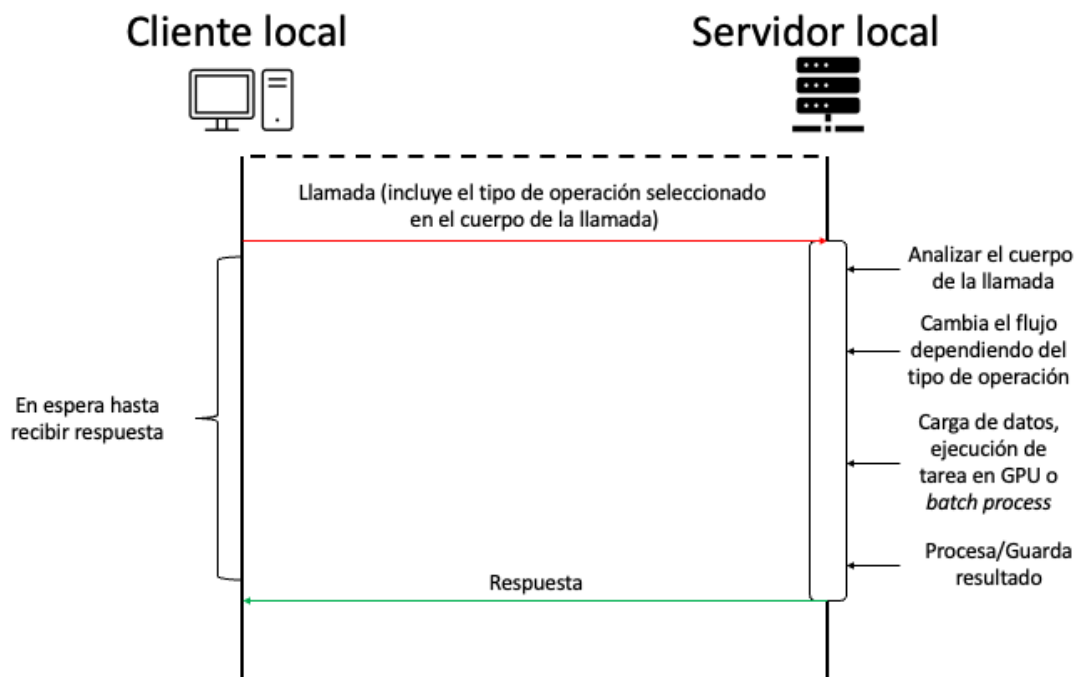 Cliente local
Servidor local
Llamada (incluye el tipo de operación seleccionado
en el cuerpo de la llamada)
Analizar el cuerpo
de la llamada
Cambia el flujo
dependiendo del
tipo de operación
En espera hasta
recibir respuesta
Carga de datos,
ejecución de
tarea en GPU o
batch process
Procesa/Guarda
resultado
Respuesta